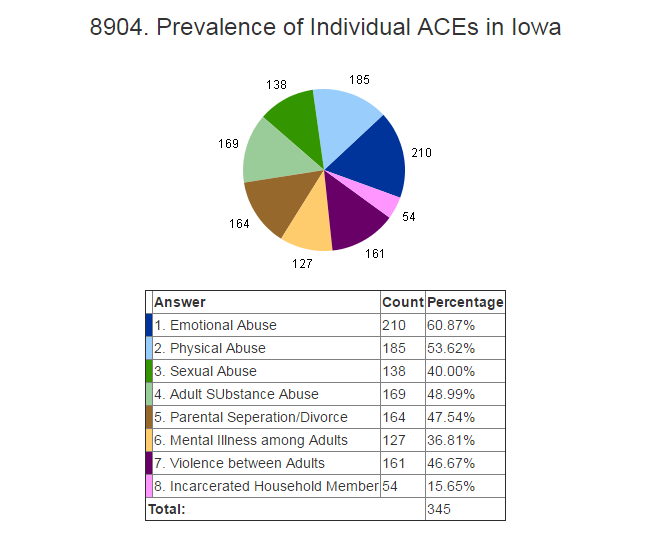 8904. Prevalence of Individual ACEs in Iowa
138
185
169
210
54
164
161
127
Answer Count Percentage
1. Emotional Abuse 210 60.87%
2. Physical Abuse 185 53.62%
3. Sexual Abuse 138 40.00%
4. Adult SUbstance Abuse 169 48.99%
5. Parental Seperation/Divorce 164 47.54%
6. Mental Illness among Adults 127 36.81%
7. Violence between Adults 161 46.67%
8. Incarcerated Household Member 54 15.65%
Total: 345